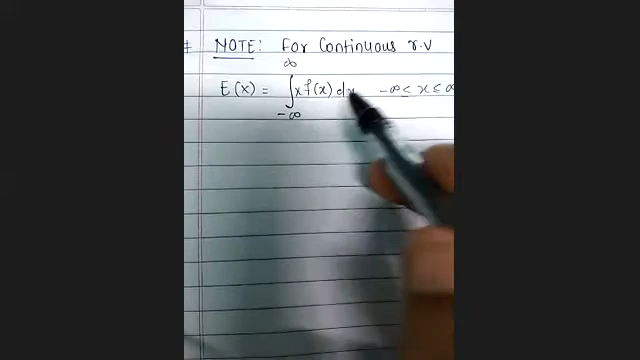 # NOTE: For Continuous r.v
E(x) = ∫_{-∞}^{∞} x f(x) dx -∞ < x ≤ ∞